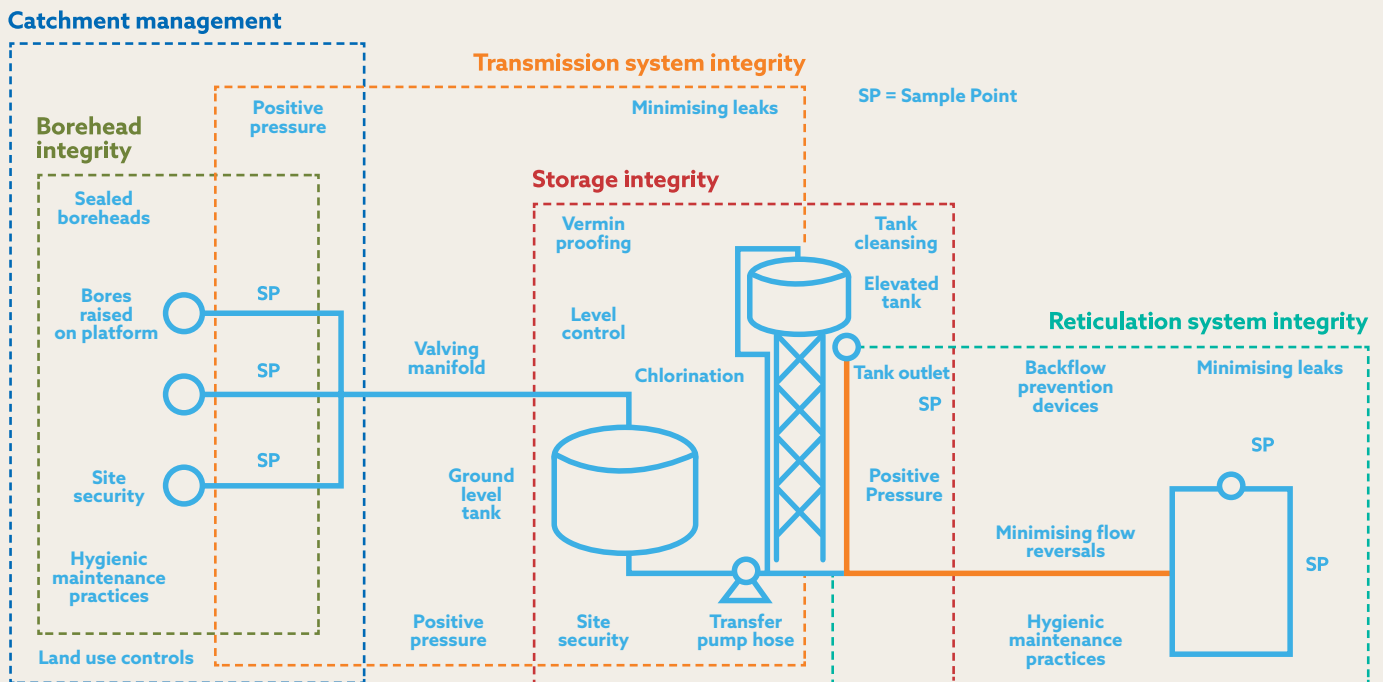 Catchment management
Transmission system integrity
SP = Sample Point
Positive
pressure
Minimising leaks
Borehead
integrity
Sealed
boreheads
Storage integrity
Vermin
proofing
Tank
cleansing
Elevated
tank
Bores
raised
on platform
SP
Level
control
Reticulation system integrity
Valving
manifold
SP
Chlorination
Tank outlet
SP
Backflow
prevention
devices
Minimising leaks
Site
security
SP
Ground
level
tank
Positive
Pressure
SP
Minimising flow
reversals
SP
Hygienic
maintenance
practices
Positive
pressure
Site
security
Transfer
pump hose
Hygienic
maintenance
practices
Land use controls